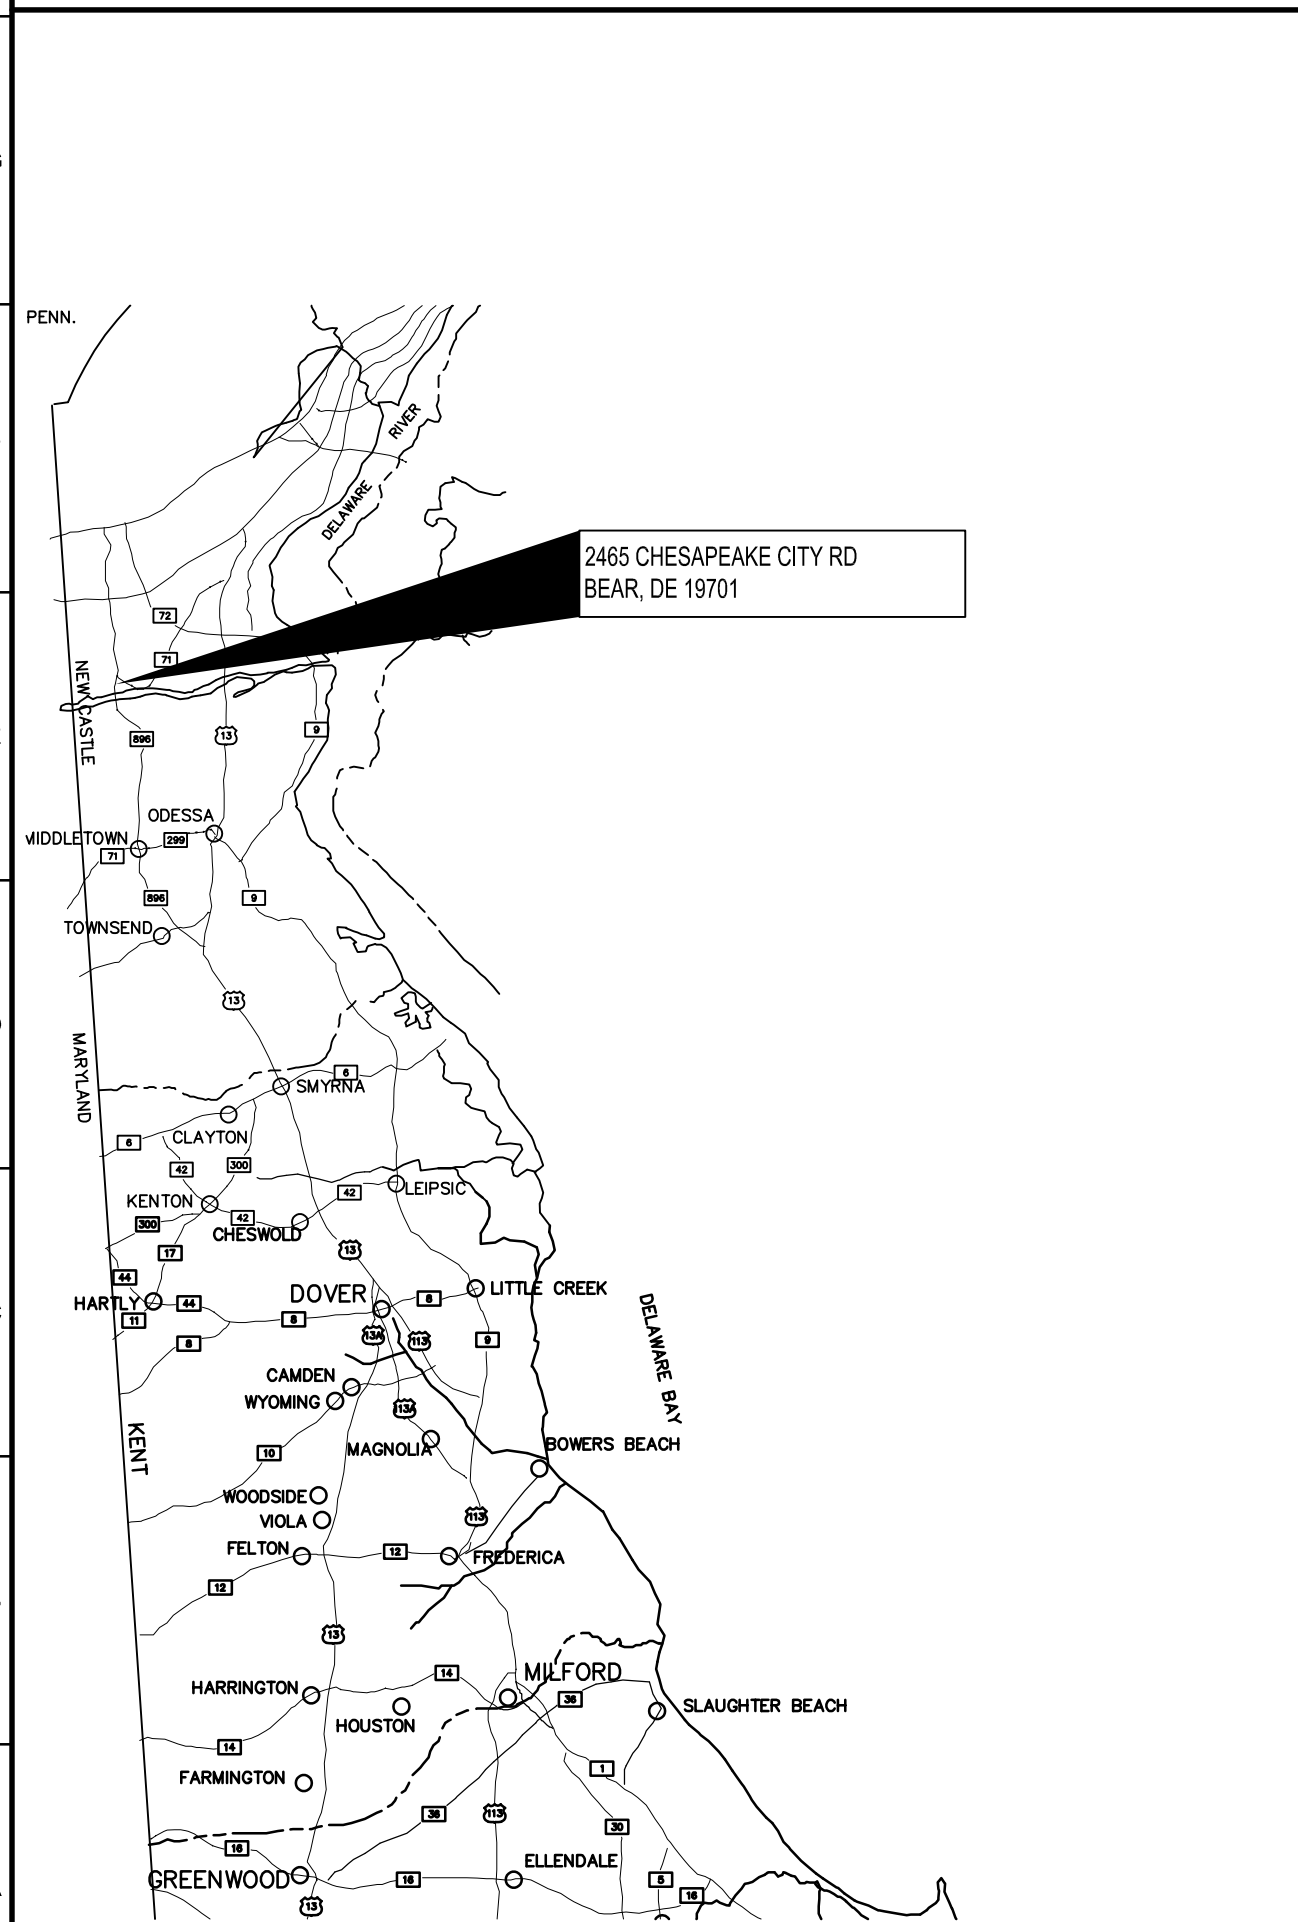 PENN.
RIVER
DELAWARE
2465 CHESAPEAKE CITY RD
BEAR, DE 19701
72
71
NEW CASTLE
896
13
9
ODESSA
MIDDLETOWN
299
71
896
9
TOWNSEND
13
MARYLAND
6
SMYRNA
CLAYTON
6
42
300
42
LEIPSIC
KENTON
300
42
CHESWOLD
17
13
44
DOVER
8
LITTLE CREEK
HARTLY
44
11
8
13A
113
9
8
DELAWARE BAY
CAMDEN
WYOMING
113A
KENT
10
MAGNOLIA
BOWERS BEACH
WOODSIDE
VIOLA
113
FELTON
12
FREDERICA
12
13
HARRINGTON
14
MILFORD
36
SLAUGHTER BEACH
HOUSTON
14
FARMINGTON
1
36
113
30
16
ELLENDALE
GREENWOOD
16
5
16
13